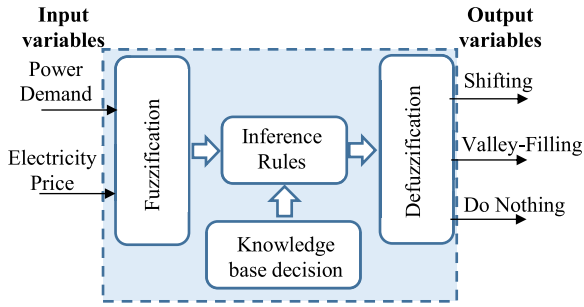 Input
variables
Output
variables
Power
Demand
Electricity
Price
Fuzzification
Inference
Rules
Knowledge
base decision
Defuzzification
Shifting
Valley-Filling
Do Nothing